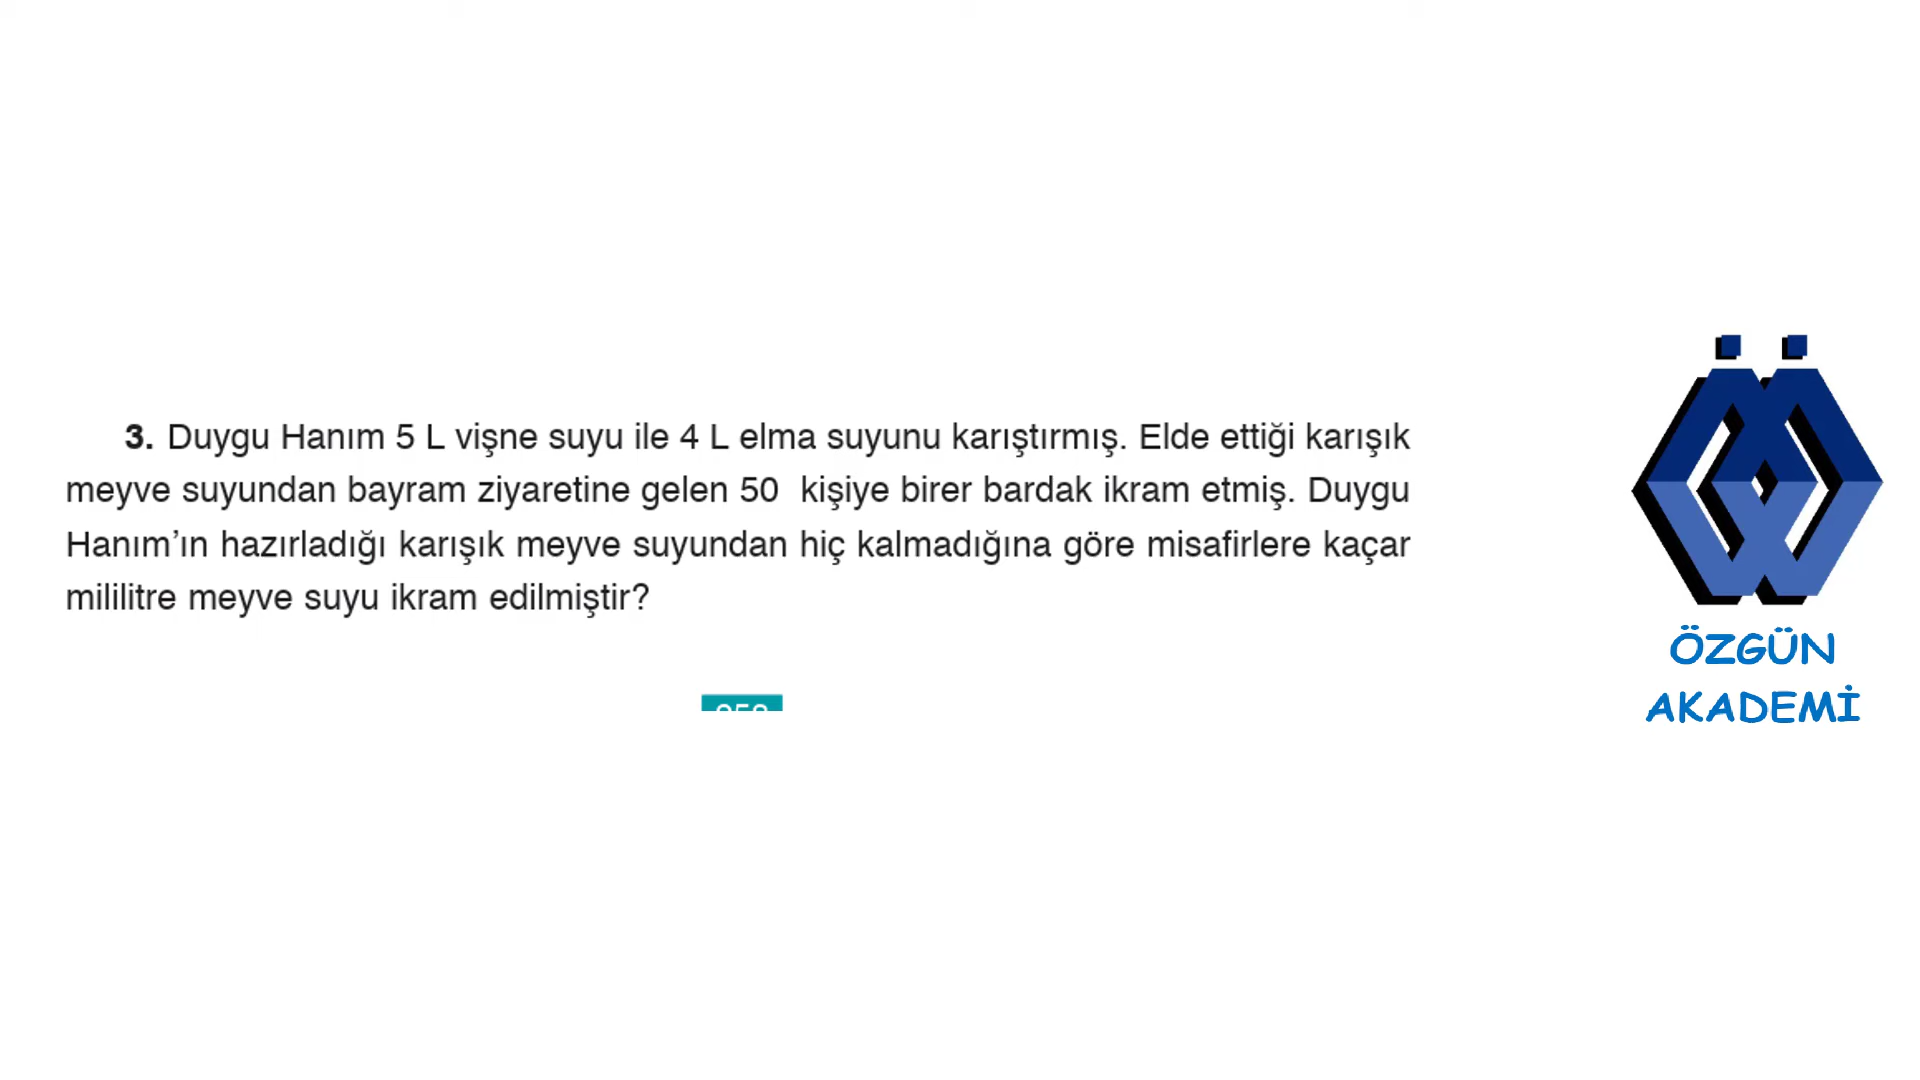 3. Duygu Hanım 5 L vişne suyu ile 4 L elma suyunu karıştırmış. Elde ettiği karışık
meyve suyundan bayram ziyaretine gelen 50 kişiye birer bardak ikram etmiş. Duygu
Hanım’ın hazırladığı karışık meyve suyundan hiç kalmadığına göre misafirlere kaçar
mililitre meyve suyu ikram edilmiştir?
ÖZGÜN
AKADEMİ